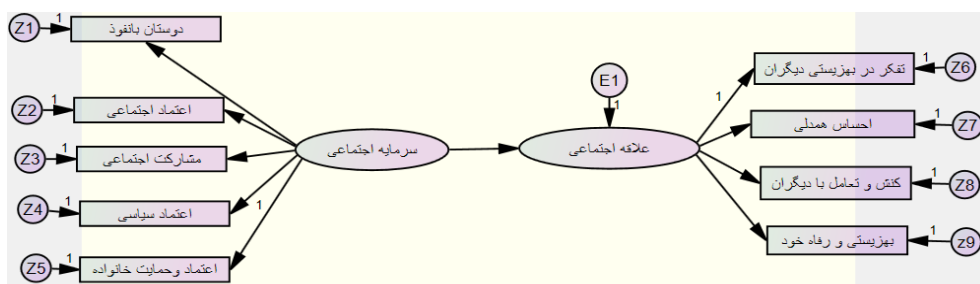 Z1
1
دوستان بانفوذ
Z2
1
اعتماد اجتماعی
Z3
1
مشارکت اجتماعی
Z4
1
اعتماد سیاسی
Z5
1
اعتماد وحمایت خانواده
1
سرمایه اجتماعی
E1
1
علاقه اجتماعی
1
تفکر در بهزیستی دیگران
1
Z6
احساس همدلی
1
Z7
کنش و تعامل با دیگران
1
Z8
بهزیستی و رفاه خود
1
z9